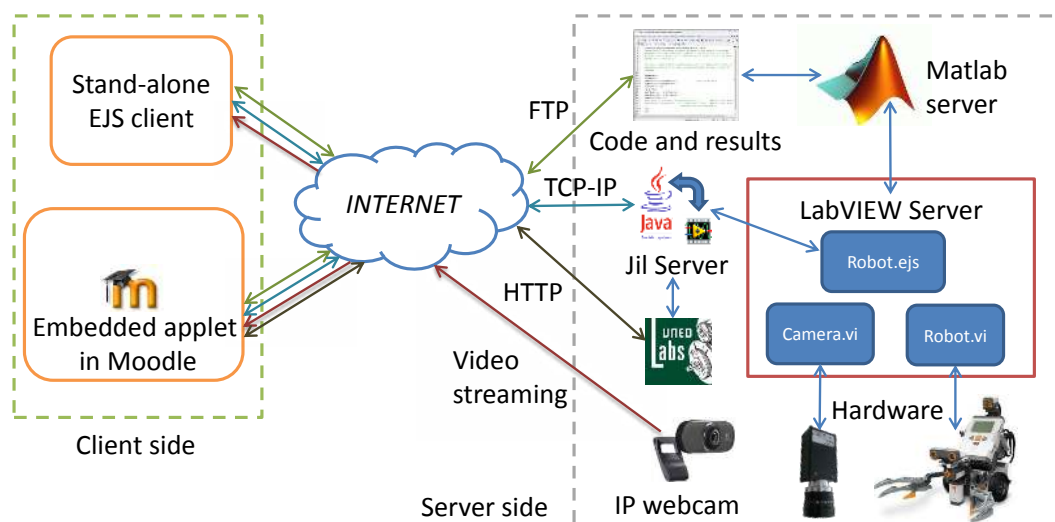 Stand-alone
EJS client
Embedded applet
in Moodle
Client side
INTERNET
FTP
TCP-IP
HTTP
Video
streaming
Server side
Code and results
Matlab
server
Java
Jil Server
UNED
Labs
IP webcam
LabVIEW Server
Robot.ejs
Camera.vi
Robot.vi
Hardware